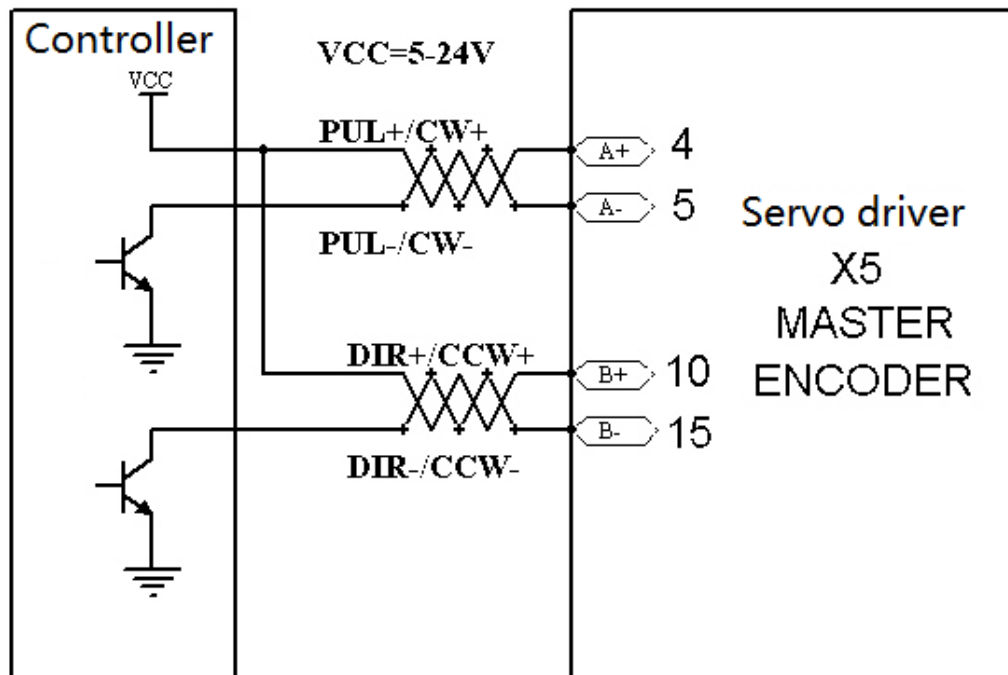 Controller
VCC
VCC=5-24V
PUL+/CW+
A+ 4
A- 5
PUL-/CW-
Servo driver
X5
MASTER
ENCODER
DIR+/CCW+
B+ 10
B- 15
DIR-/CCW-